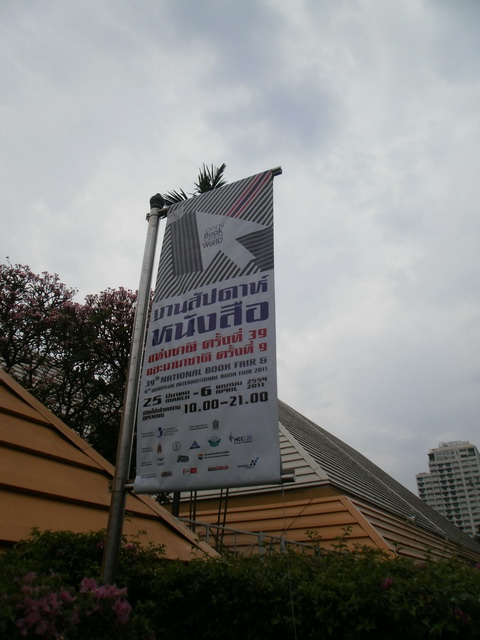 Book
WORD
งานสัปดาห์
หนังสือ
แห่งชาติ ครั้งที่ 39
และนานาชาติ ครั้งที่ 9
39th NATIONAL BOOK FAIR &
9th BANGKOK INTERNATIONAL BOOK FAIR 2011
25 มีนาคม MARCH - 6 เมษายน APRIL 2554 2011
OPENING 10.00-21.00